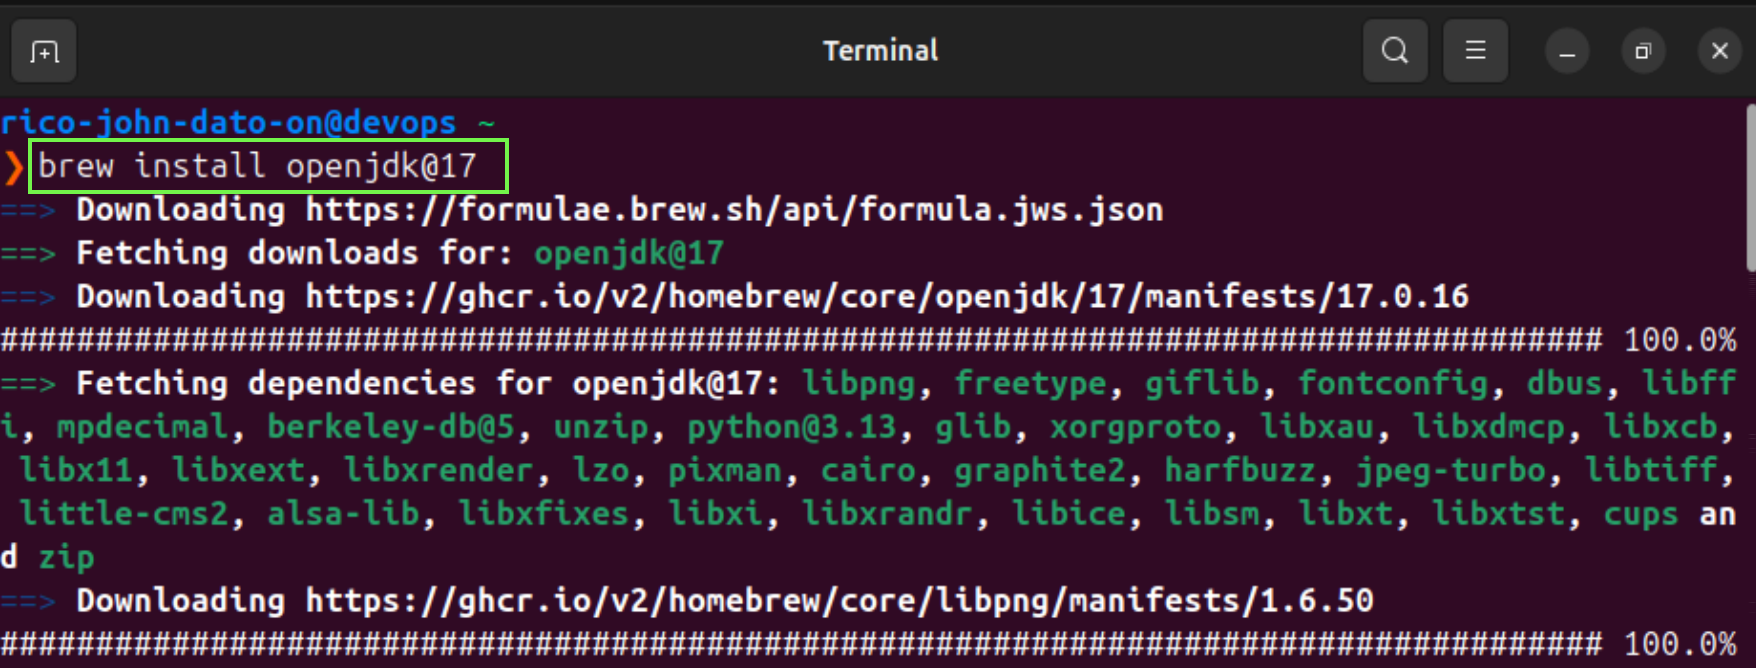 Terminal
rico-john-dato-on@devops ~
❯ brew install openjdk@17
==> Downloading https://formulae.brew.sh/api/formula.jws.json
==> Fetching downloads for: openjdk@17
==> Downloading https://ghcr.io/v2/homebrew/core/openjdk/17/manifests/17.0.16
#################################################################################### 100.0%
==> Fetching dependencies for openjdk@17: libpng, freetype, giflib, fontconfig, dbus, libff
i, mpdecimal, berkeley-db@5, unzip, python@3.13, glib, xorgproto, libxau, libxdmcp, libxcb,
libx11, libxext, libxrender, lzo, pixman, cairo, graphite2, harfbuzz, jpeg-turbo, libtiff,
little-cms2, alsa-lib, libxfixes, libxi, libxrandr, libice, libsm, libxt, libxtst, cups an
d zip
==> Downloading https://ghcr.io/v2/homebrew/core/libpng/manifests/1.6.50
#################################################################################### 100.0%